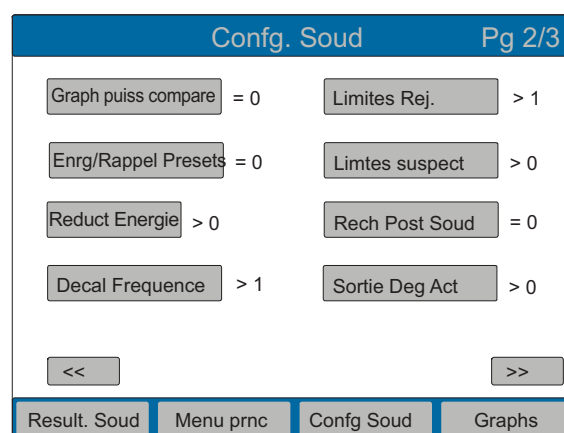 Confg. Soud Pg 2/3
Graph puiss compare = 0 Limites Rej. > 1
Enrg/Rappel Presets = 0 Limtes suspect > 0
Reduct Energie > 0 Rech Post Soud = 0
Decal Frequence > 1 Sortie Deg Act > 0
<< >>
Result. Soud Menu prnc Confg Soud Graphs